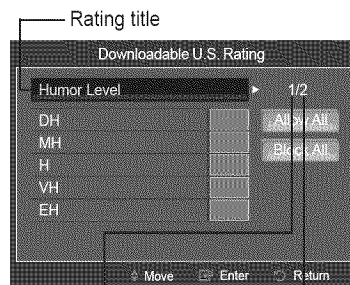 Rating title
Downloadable U.S. Rating
Humor Level ► 1/2
DH Allow All
MH Block All
H
VH
EH
Move Enter Return